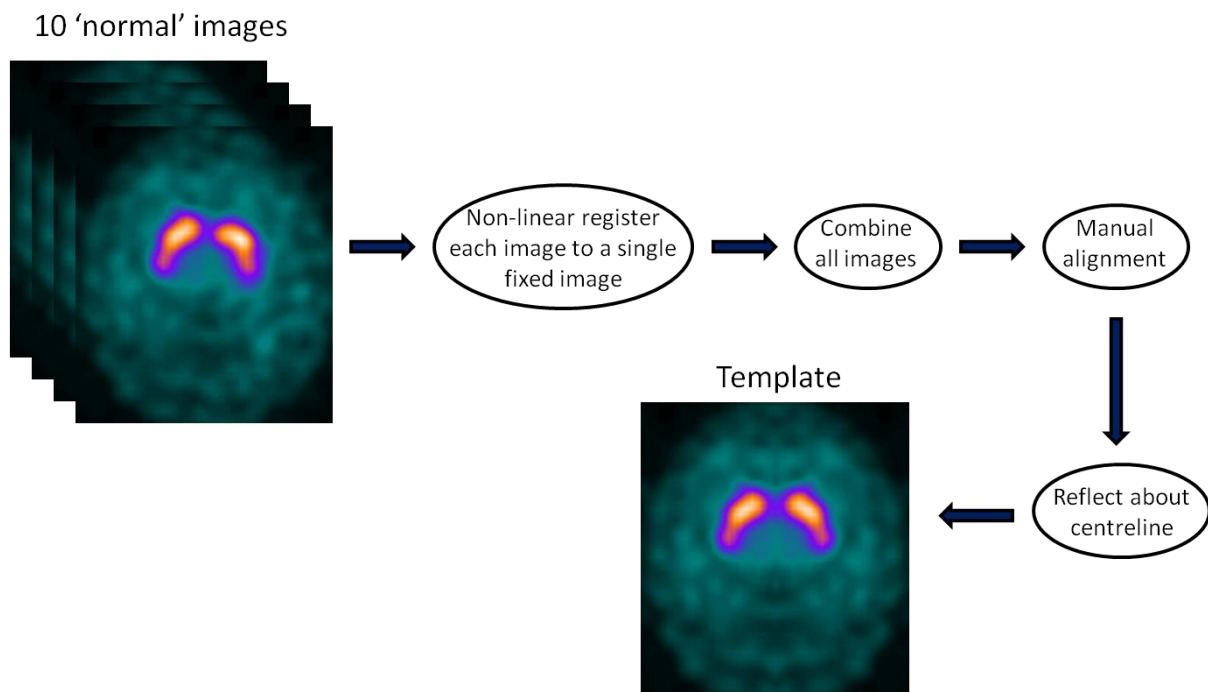 10 ‘normal’ images
Non-linear register
each image to a single
fixed image
Combine
all images
Manual
alignment
Template
Reflect about
centreline